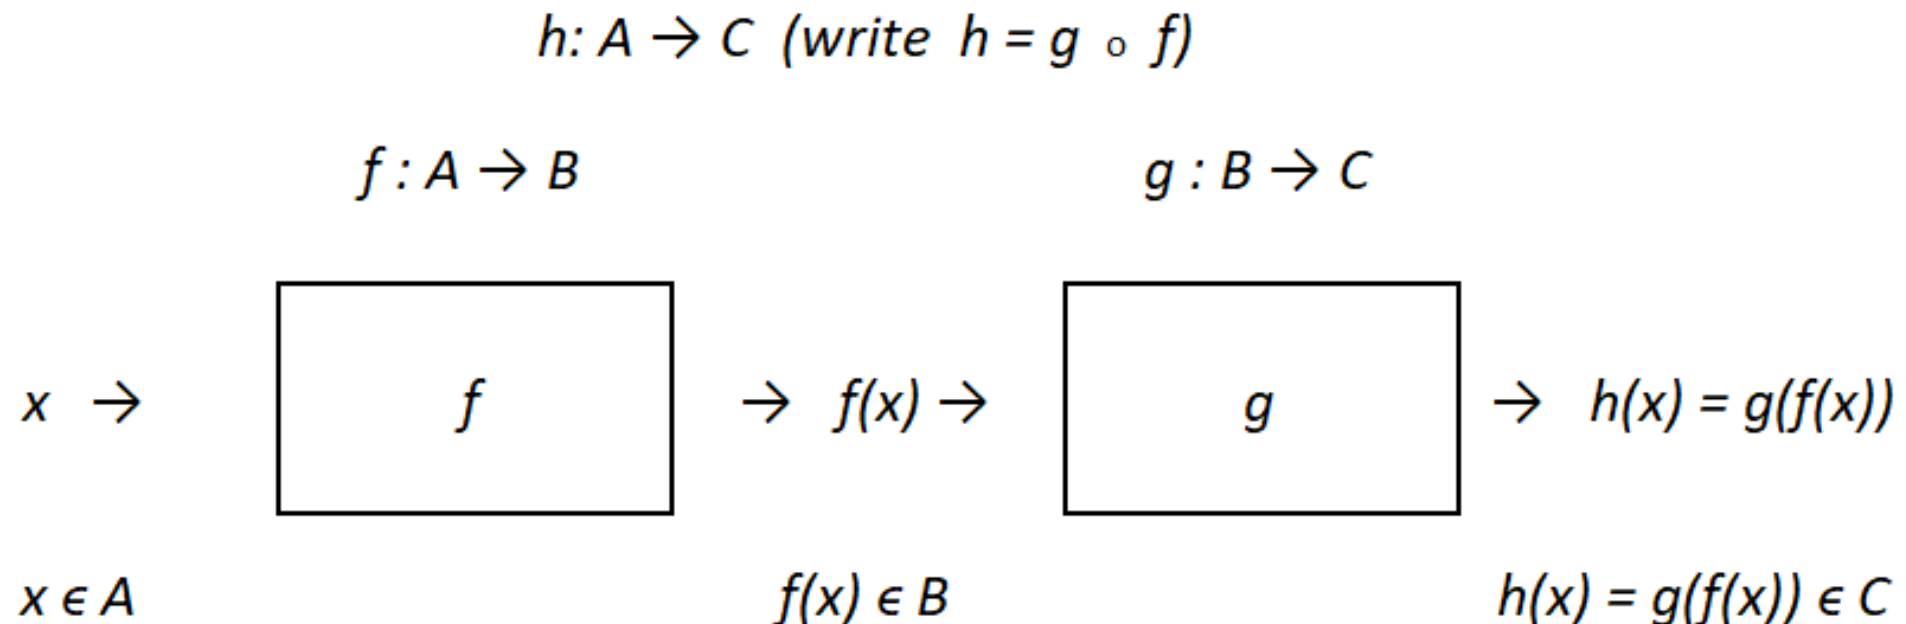 h: A → C (write h = g o f)
f : A → B g : B → C
x → f → f(x) → g → h(x) = g(f(x))
x ϵ A f(x) ϵ B h(x) = g(f(x)) ϵ C